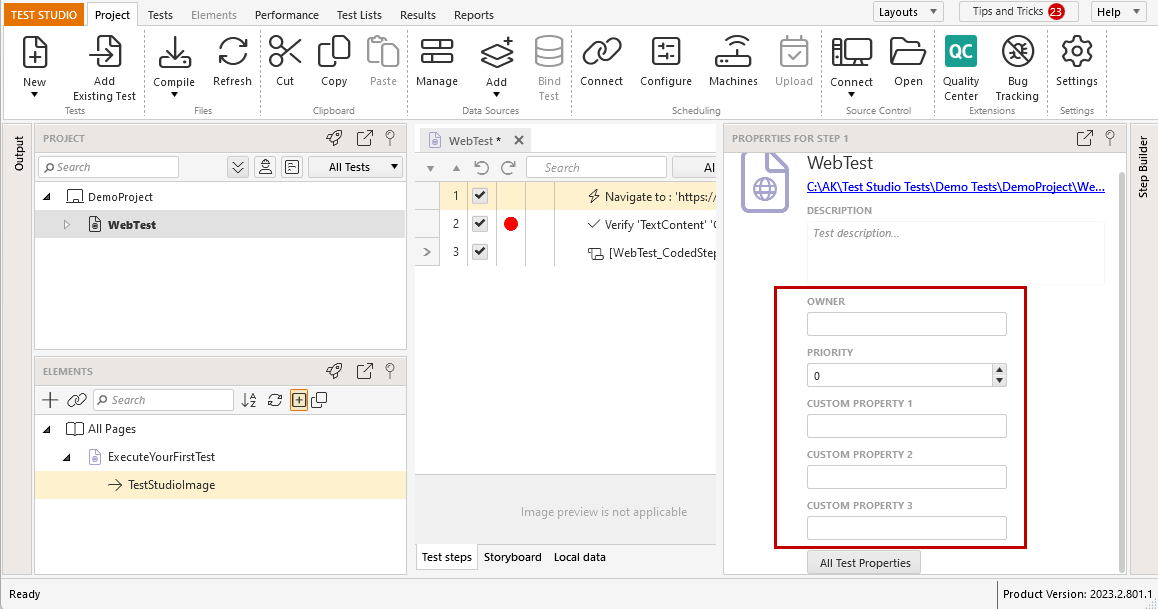 TEST STUDIO Project Tests Elements Performance Test Lists Results Reports Layouts Tips and Tricks 23 Help
New Add Existing Test Compile Refresh Cut Copy Paste Manage Add Bind Test Connect Configure Machines Upload Connect Open QC Quality Center Bug Tracking Settings
Tests Files Clipboard Data Sources Scheduling Source Control Extensions Settings
Output
PROJECT
Search All Tests
DemoProject
WebTest
ELEMENTS
Search
All Pages
ExecuteYourFirstTest
TestStudioImage
WebTest *
Search Al
1 Navigate to : 'https://
2 Verify 'TextContent' '
3 [WebTest_CodedStep
Image preview is not applicable
Test steps Storyboard Local data
PROPERTIES FOR STEP 1
WebTest
C:\AK\Test Studio Tests\Demo Tests\DemoProject\We...
DESCRIPTION
Test description...
OWNER
PRIORITY
0
CUSTOM PROPERTY 1
CUSTOM PROPERTY 2
CUSTOM PROPERTY 3
All Test Properties
Step Builder
Ready Product Version: 2023.2.801.1